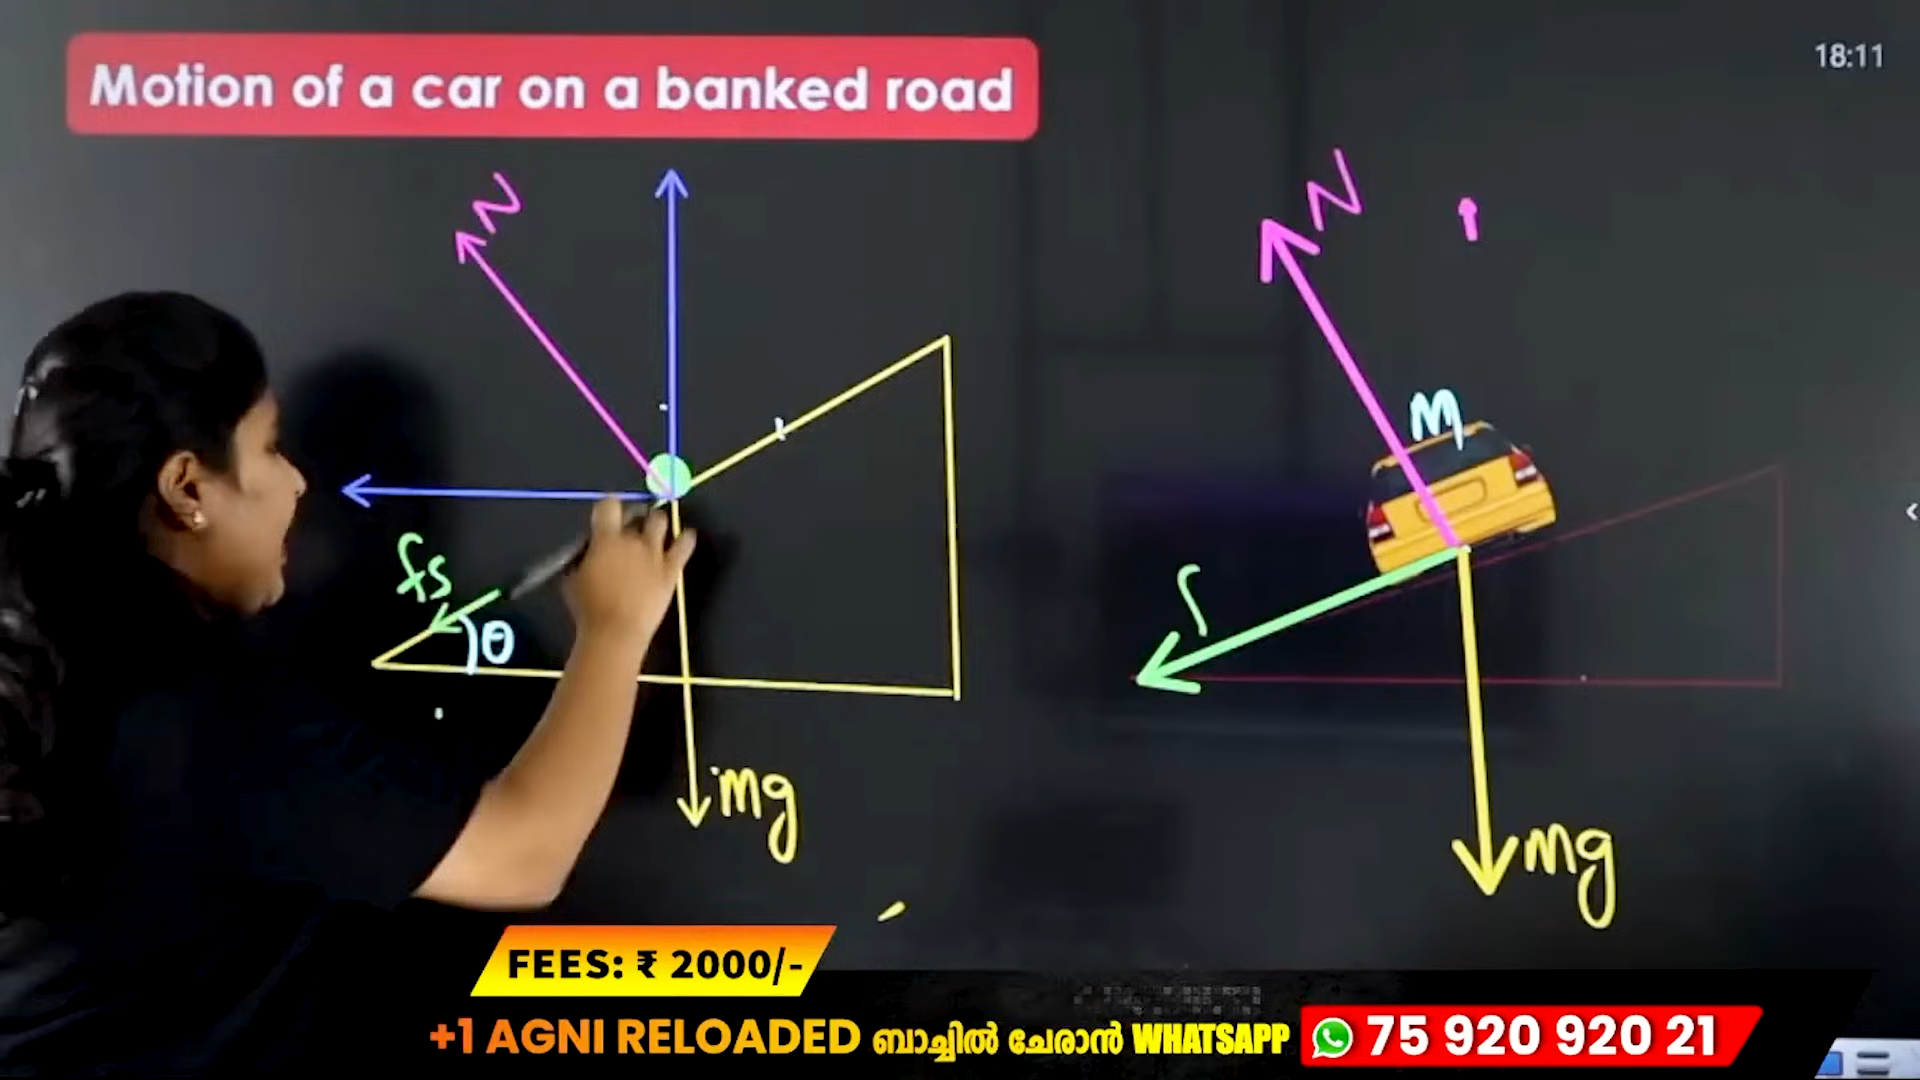 Motion of a car on a banked road
18:11
N
N
M
fs
θ
f
mg
mg
FEES: ₹ 2000/-
+1 AGNI RELOADED ബാച്ചിൽ ചേരാൻ WHATSAPP
75 920 920 21